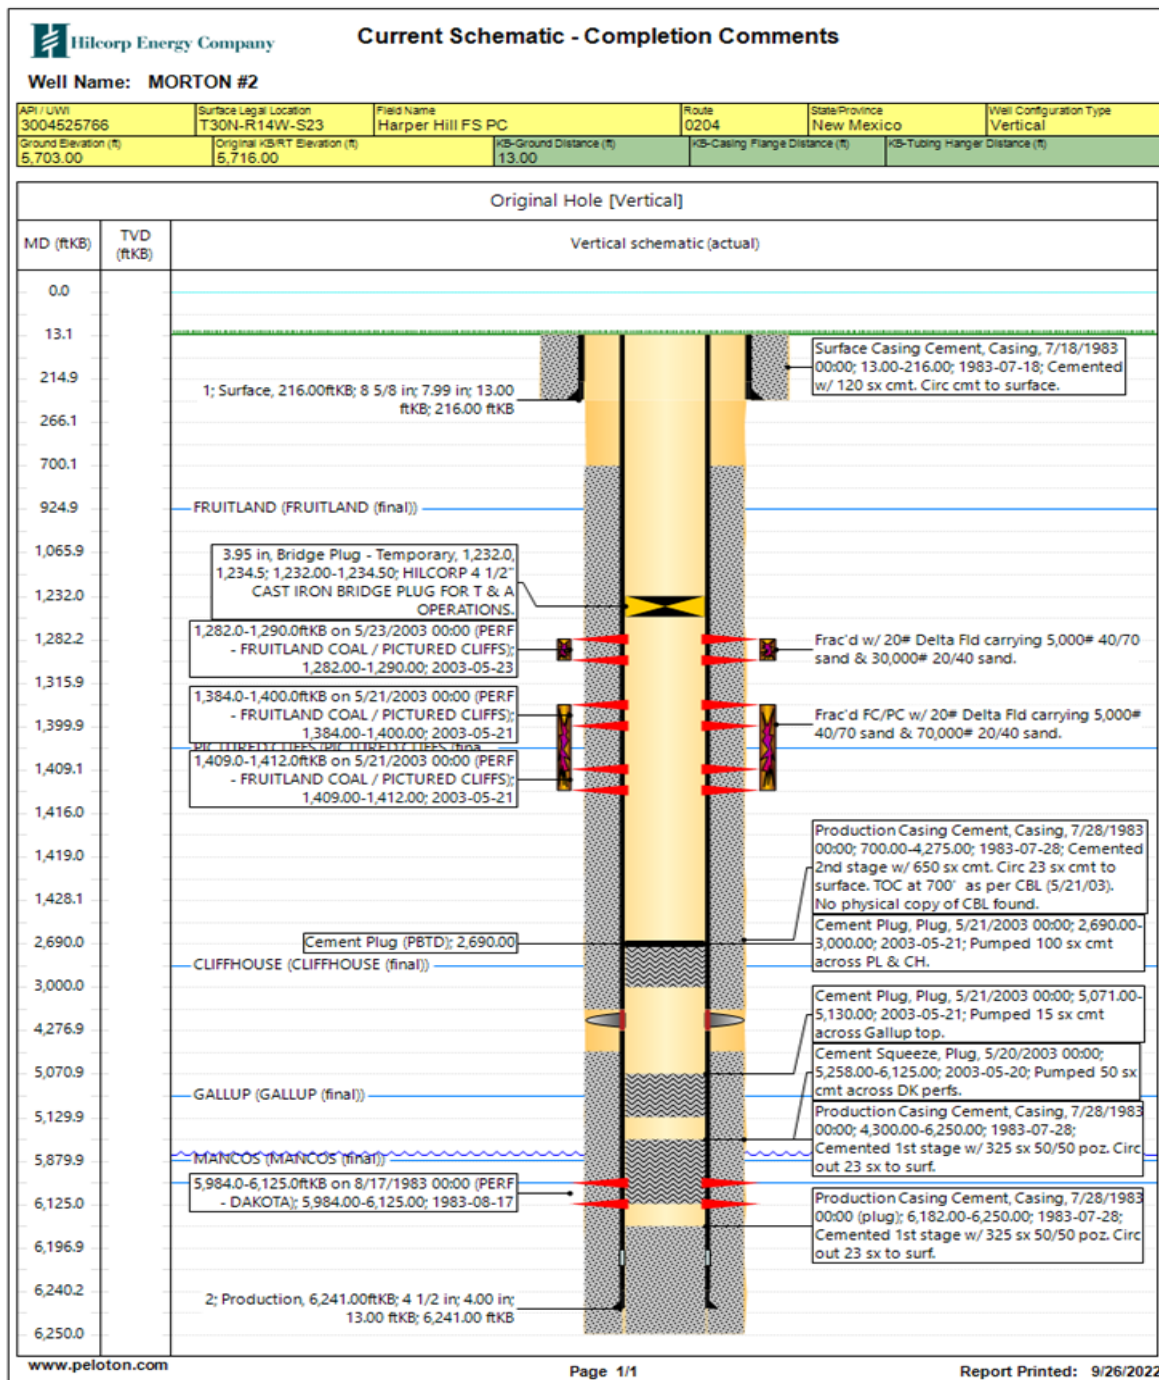 Hilcorp Energy Company
Current Schematic - Completion Comments
Well Name: MORTON #2
API / UWI
3004525766
Surface Legal Location
T30N-R14W-S23
Field Name
Harper Hill FS PC
Route
0204
State/Province
New Mexico
Well Configuration Type
Vertical
Ground Elevation (ft)
5,703.00
Original KB/RT Elevation (ft)
5,716.00
KB-Ground Distance (ft)
13.00
KB-Casing Flange Distance (ft)
KB-Tubing Hanger Distance (ft)
Original Hole [Vertical]
MD (ftKB)
TVD
(ftKB)
Vertical schematic (actual)
0.0
13.1
214.9
266.1
700.1
924.9
1,065.9
1,232.0
1,282.2
1,315.9
1,399.9
1,409.1
1,416.0
1,419.0
1,428.1
2,690.0
3,000.0
4,276.9
5,070.9
5,129.9
5,879.9
6,125.0
6,196.9
6,240.2
6,250.0
1; Surface, 216.00ftKB; 8 5/8 in; 7.99 in; 13.00
ftKB; 216.00 ftKB
FRUITLAND (FRUITLAND (final))
3.95 in, Bridge Plug - Temporary, 1,232.0,
1,234.5; 1,232.00-1,234.50; HILCORP 4 1/2"
CAST IRON BRIDGE PLUG FOR T & A
OPERATIONS.
1,282.0-1,290.0ftKB on 5/23/2003 00:00 (PERF
- FRUITLAND COAL / PICTURED CLIFFS);
1,282.00-1,290.00; 2003-05-23
1,384.0-1,400.0ftKB on 5/21/2003 00:00 (PERF
- FRUITLAND COAL / PICTURED CLIFFS);
1,384.00-1,400.00; 2003-05-21
PICTURED CLIFFS (PICTURED CLIFFS (fina...
1,409.0-1,412.0ftKB on 5/21/2003 00:00 (PERF
- FRUITLAND COAL / PICTURED CLIFFS);
1,409.00-1,412.00; 2003-05-21
Cement Plug (PBTD); 2,690.00
CLIFFHOUSE (CLIFFHOUSE (final))
GALLUP (GALLUP (final))
MANCOS (MANCOS (final))
5,984.0-6,125.0ftKB on 8/17/1983 00:00 (PERF
- DAKOTA); 5,984.00-6,125.00; 1983-08-17
2; Production, 6,241.00ftKB; 4 1/2 in; 4.00 in;
13.00 ftKB; 6,241.00 ftKB
Surface Casing Cement, Casing, 7/18/1983
00:00; 13.00-216.00; 1983-07-18; Cemented
w/ 120 sx cmt. Circ cmt to surface.
Frac'd w/ 20# Delta Fld carrying 5,000# 40/70
sand & 30,000# 20/40 sand.
Frac'd FC/PC w/ 20# Delta Fld carrying 5,000#
40/70 sand & 70,000# 20/40 sand.
Production Casing Cement, Casing, 7/28/1983
00:00; 700.00-4,275.00; 1983-07-28; Cemented
2nd stage w/ 650 sx cmt. Circ 23 sx cmt to
surface. TOC at 700' as per CBL (5/21/03).
No physical copy of CBL found.
Cement Plug, Plug, 5/21/2003 00:00; 2,690.00-
3,000.00; 2003-05-21; Pumped 100 sx cmt
across PL & CH.
Cement Plug, Plug, 5/21/2003 00:00; 5,071.00-
5,130.00; 2003-05-21; Pumped 15 sx cmt
across Gallup top.
Cement Squeeze, Plug, 5/20/2003 00:00;
5,258.00-6,125.00; 2003-05-20; Pumped 50 sx
cmt across DK perfs.
Production Casing Cement, Casing, 7/28/1983
00:00; 4,300.00-6,250.00; 1983-07-28;
Cemented 1st stage w/ 325 sx 50/50 poz. Circ
out 23 sx to surf.
Production Casing Cement, Casing, 7/28/1983
00:00 (plug); 6,182.00-6,250.00; 1983-07-28;
Cemented 1st stage w/ 325 sx 50/50 poz. Circ
out 23 sx to surf.
www.peloton.com
Page 1/1
Report Printed: 9/26/2022